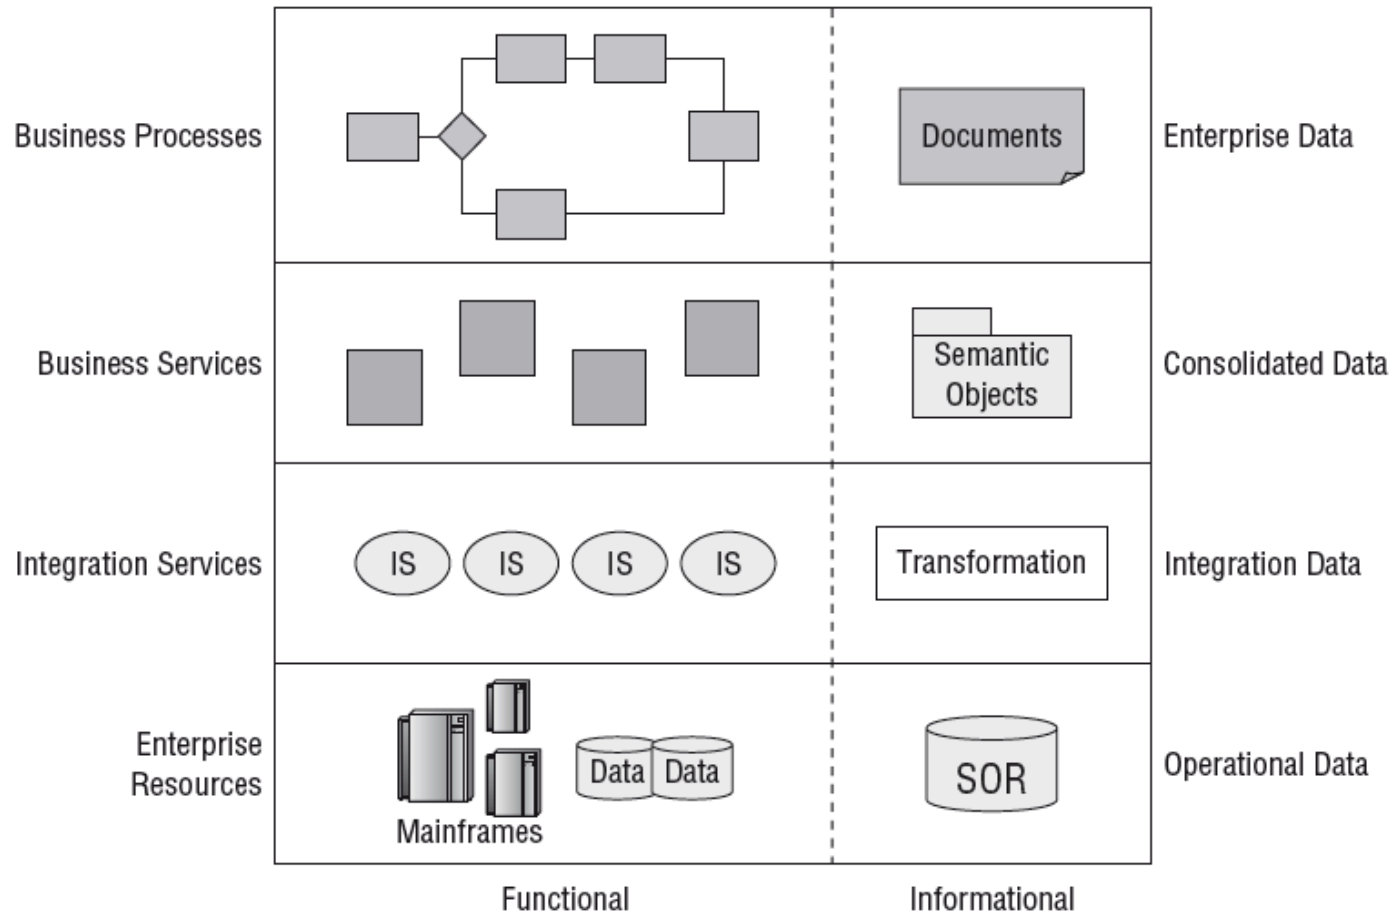 Business Processes
Documents
Enterprise Data
Business Services
Semantic
Objects
Consolidated Data
Integration Services
IS IS IS IS
Transformation
Integration Data
Enterprise
Resources
Mainframes
Data Data
SOR
Operational Data
Functional
Informational